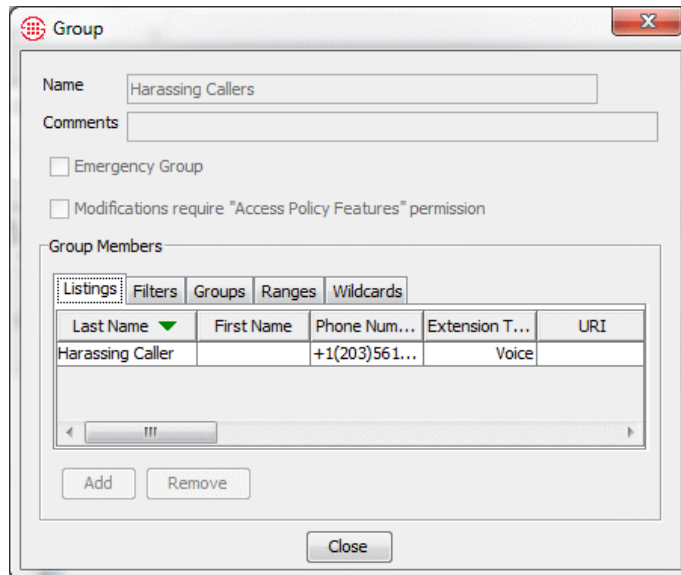 Group
Name Harassing Callers
Comments
Emergency Group
Modifications require "Access Policy Features" permission
Group Members
Listings Filters Groups Ranges Wildcards
Last Name First Name Phone Num... Extension T... URI
Harassing Caller +1(203)561... Voice
Add Remove
Close